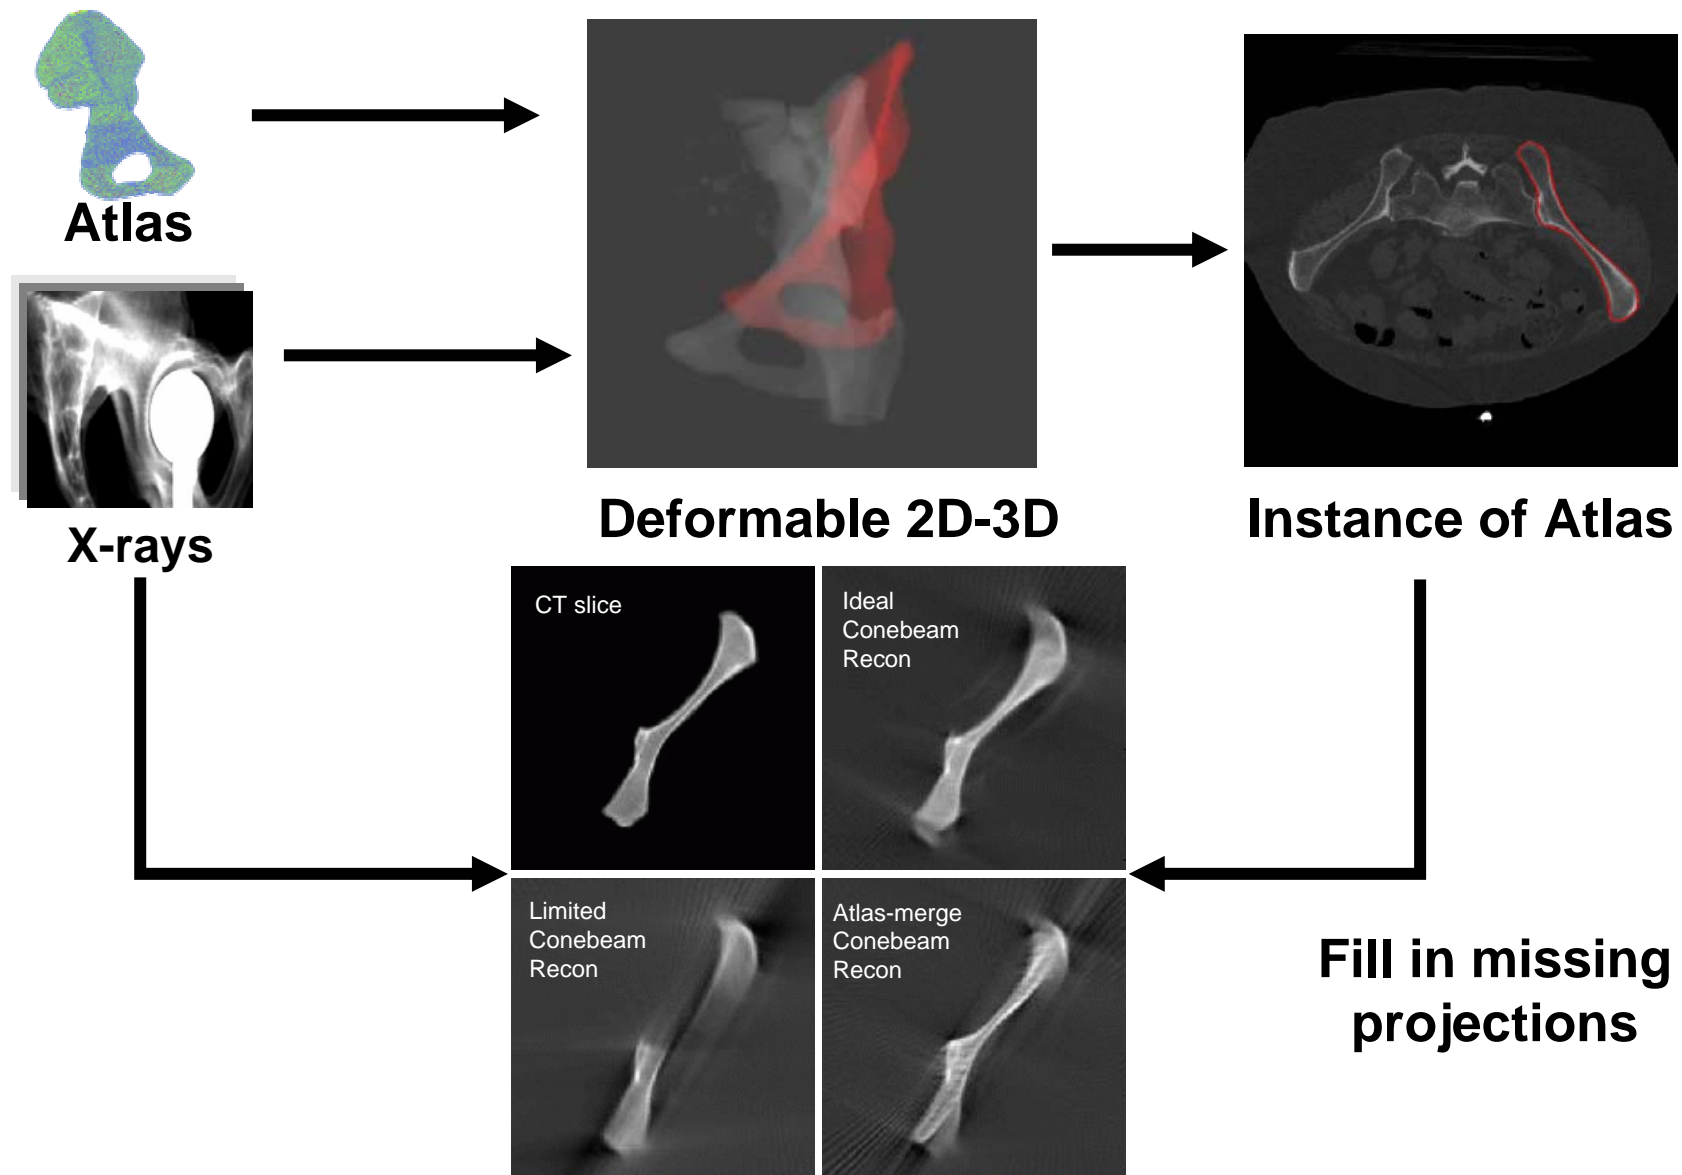 Atlas
X-rays
Deformable 2D-3D
Instance of Atlas
CT slice
Ideal
Conebeam
Recon
Limited
Conebeam
Recon
Atlas-merge
Conebeam
Recon
Fill in missing
projections